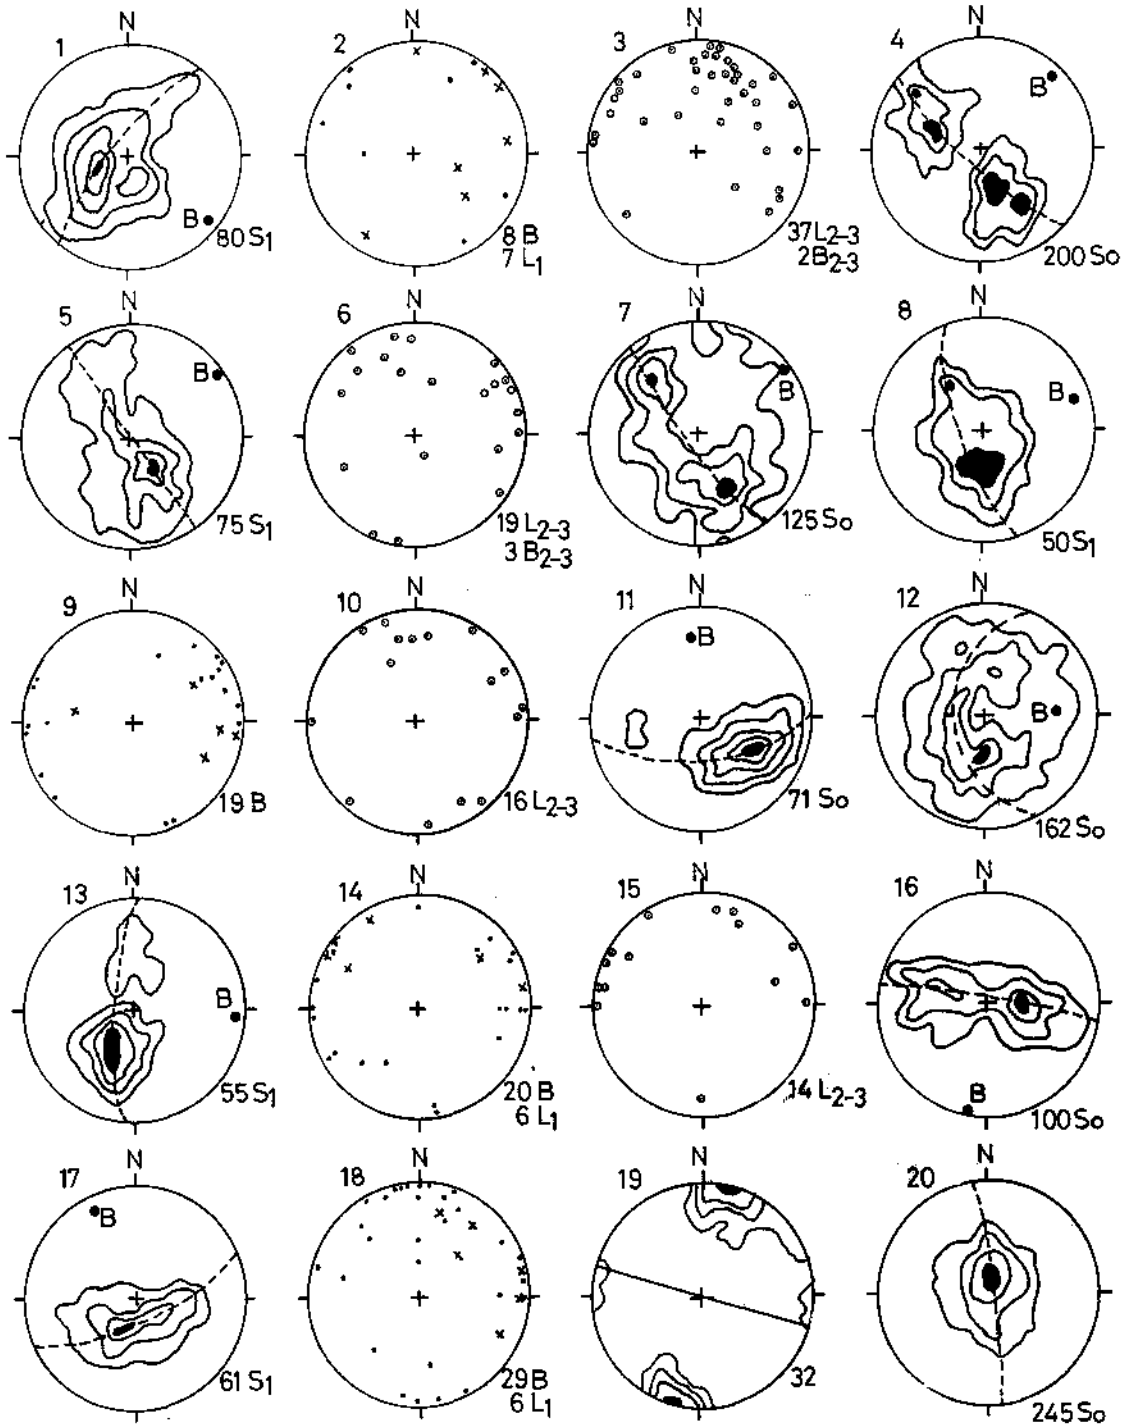 N N N N
1 2 3 4
B
B
80 S1
8 B
7 L1
37 L2-3
2 B2-3
200 So
N N N N
5 6 7 8
B B B
75 S1
19 L2-3
3 B2-3
125 So
50 S1
N N N N
9 10 11 12
B B
19 B
16 L2-3
71 So
162 So
N N N N
13 14 15 16
B
B
55 S1
20 B
6 L1
14 L2-3
100 So
N N N N
17 18 19 20
B
61 S1
29 B
6 L1
32
245 So